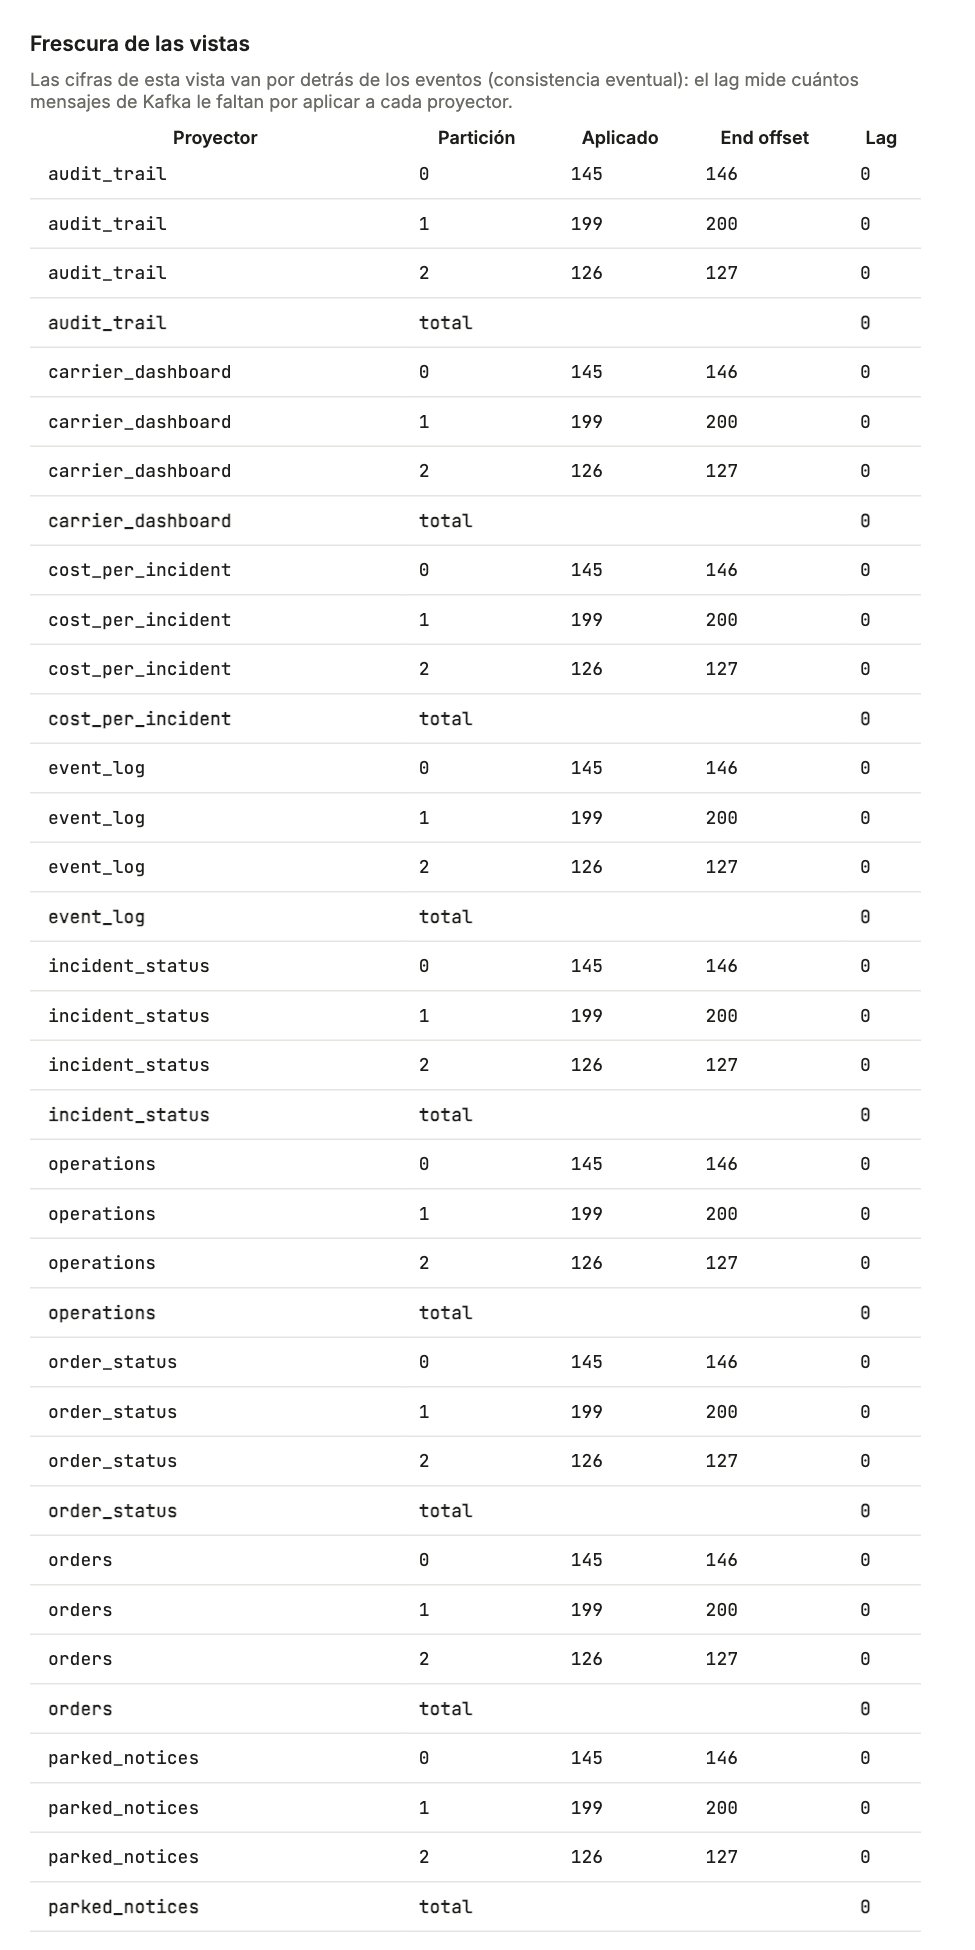 Frescura de las vistas
Las cifras de esta vista van por detrás de los eventos (consistencia eventual): el lag mide cuántos
mensajes de Kafka le faltan por aplicar a cada proyector.
Proyector Partición Aplicado End offset Lag
audit_trail 0 145 146 0
audit_trail 1 199 200 0
audit_trail 2 126 127 0
audit_trail total 0
carrier_dashboard 0 145 146 0
carrier_dashboard 1 199 200 0
carrier_dashboard 2 126 127 0
carrier_dashboard total 0
cost_per_incident 0 145 146 0
cost_per_incident 1 199 200 0
cost_per_incident 2 126 127 0
cost_per_incident total 0
event_log 0 145 146 0
event_log 1 199 200 0
event_log 2 126 127 0
event_log total 0
incident_status 0 145 146 0
incident_status 1 199 200 0
incident_status 2 126 127 0
incident_status total 0
operations 0 145 146 0
operations 1 199 200 0
operations 2 126 127 0
operations total 0
order_status 0 145 146 0
order_status 1 199 200 0
order_status 2 126 127 0
order_status total 0
orders 0 145 146 0
orders 1 199 200 0
orders 2 126 127 0
orders total 0
parked_notices 0 145 146 0
parked_notices 1 199 200 0
parked_notices 2 126 127 0
parked_notices total 0